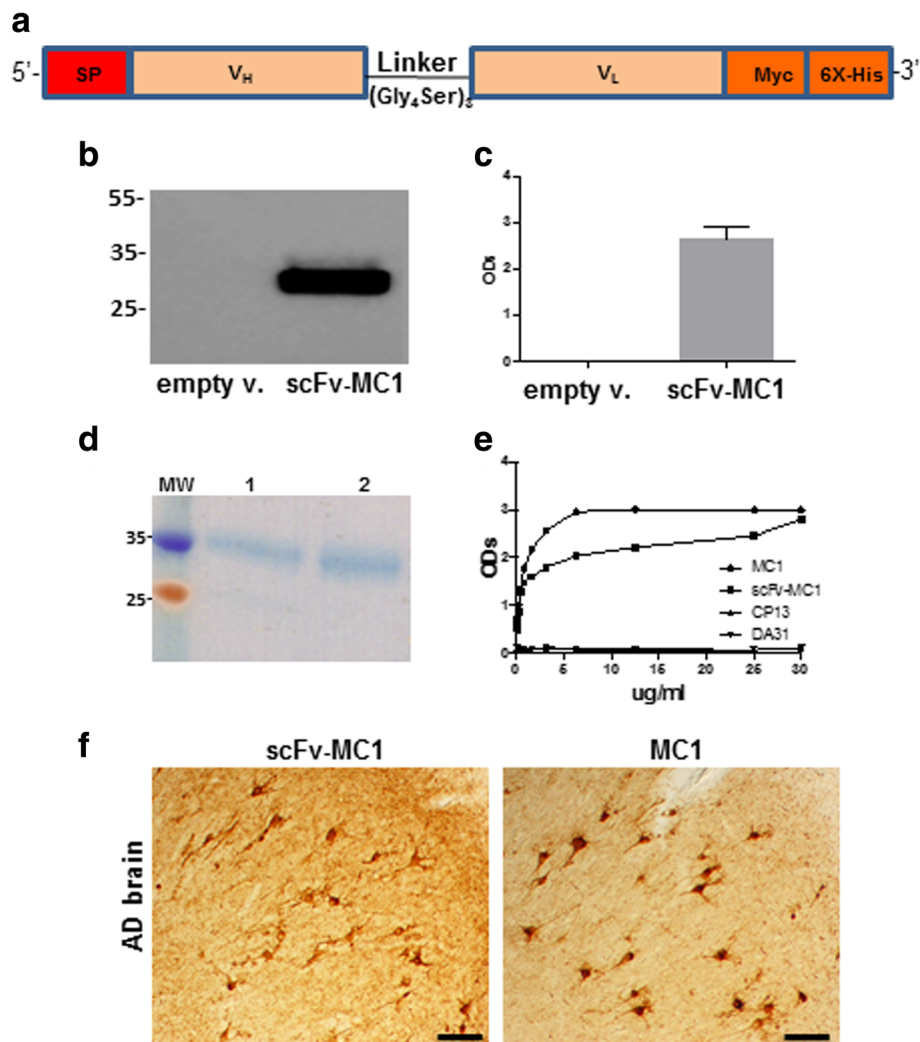 a
5'- SP V_H Linker V_L Myc 6X-His -3'
(Gly₄Ser)₃
b
55-
35-
25-
empty v. scFv-MC1
c
4
3
2
1
0
ODs
empty v. scFv-MC1
d
MW 1 2
35-
25-
e
4
3
2
1
0
ODs
0 5 10 15 20 25 30
ug/ml
MC1
scFv-MC1
CP13
DA31
f
scFv-MC1 MC1
AD brain